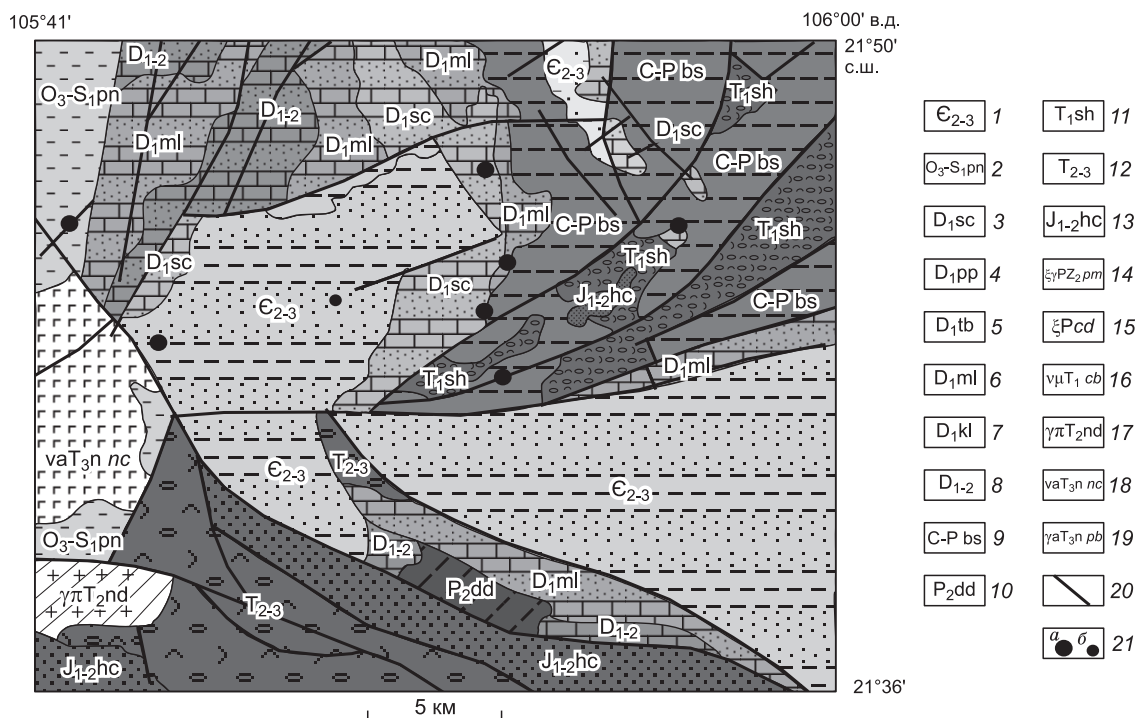 105°41'
106°00' в.д.
21°50'
с.ш.
D1-2
D1ml
Є2-3
C-P bs
O3-S1pn
T1sh
D1-2
D1sc
D1ml
D1ml
D1sc
C-P bs
D1ml
C-P bs
T1sh
T1sh
D1sc
D1sc
J1-2hc
C-P bs
Є2-3
D1ml
T1sh
vaT3n nc
T2-3
Є2-3
Є2-3
O3-S1pn
D1-2
D1ml
P2dd
γπT2nd
T2-3
D1-2
J1-2hc
J1-2hc
21°36'
5 км
Є2-3 1
O3-S1pn 2
D1sc 3
D1pp 4
D1tb 5
D1ml 6
D1kl 7
D1-2 8
C-P bs 9
P2dd 10
T1sh 11
T2-3 12
J1-2hc 13
ξγPZ2 pm 14
ξPcd 15
νμT1 cb 16
γπT2nd 17
vaT3n nc 18
γaT3n pb 19
20
а б 21